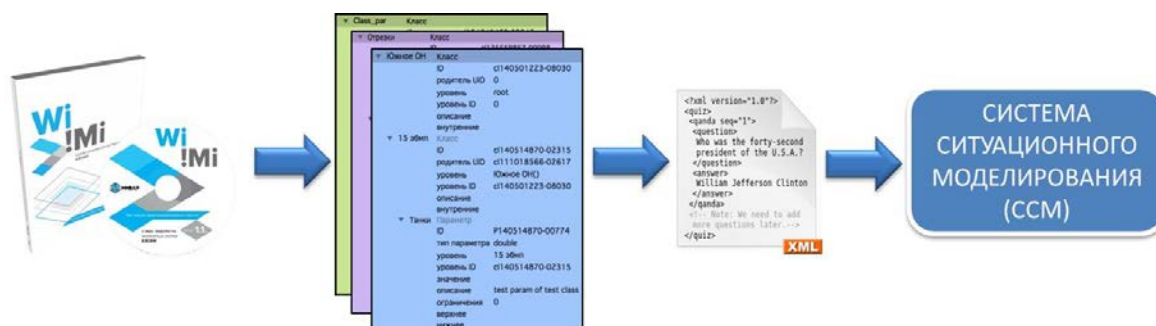 Wi
!Mi
Wi
!Mi
Class_par Класс
Отрезки Класс
Южное ОН Класс
ID cl140501223-08030
родитель UID 0
уровень root
уровень ID 0
описание
внутренние
15 эбмп Класс
ID cl140514870-02315
родитель UID cl111018566-02617
уровень Южное ОН()
уровень ID cl140501223-08030
описание
внутренние
Танки Параметр
ID P140514870-00774
тип параметра double
уровень 15 эбмп
уровень ID cl140514870-02315
значение
описание test param of test class
ограничения 0
верхнее
нижнее
<?xml version="1.0"?>
<quiz>
<qanda seq="1">
<question>
Who was the forty-second
president of the U.S.A.?
</question>
<answer>
William Jefferson Clinton
</answer>
</qanda>
<!-- Note: We need to add
more questions later.-->
</quiz>
XML
СИСТЕМА
СИТУАЦИОННОГО
МОДЕЛИРОВАНИЯ
(ССМ)